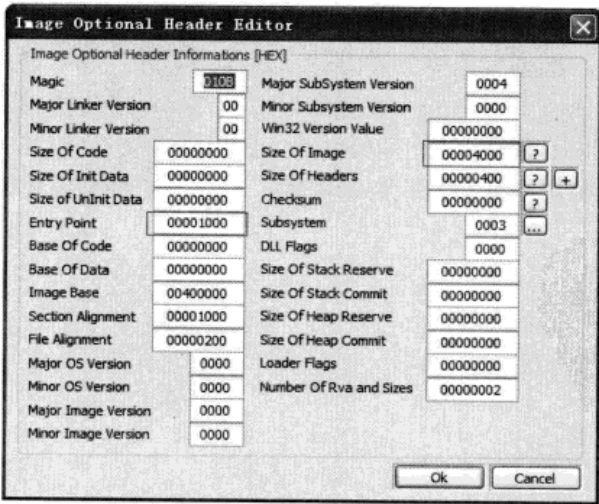 Image Optional Header Editor
Image Optional Header Informations [HEX]
Magic 010B
Major Linker Version 00
Minor Linker Version 00
Size Of Code 00000000
Size Of Init Data 00000000
Size of UnInit Data 00000000
Entry Point 00001000
Base Of Code 00000000
Base Of Data 00000000
Image Base 00400000
Section Alignment 00001000
File Alignment 00000200
Major OS Version 0000
Minor OS Version 0000
Major Image Version 0000
Minor Image Version 0000
Major SubSystem Version 0004
Minor Subsystem Version 0000
Win32 Version Value 00000000
Size Of Image 00004000 ?
Size Of Headers 00000400 ? +
Checksum 00000000 ?
Subsystem 0003 ...
DLL Flags 0000
Size Of Stack Reserve 00000000
Size Of Stack Commit 00000000
Size Of Heap Reserve 00000000
Size Of Heap Commit 00000000
Loader Flags 00000000
Number Of Rva and Sizes 00000002
Ok Cancel